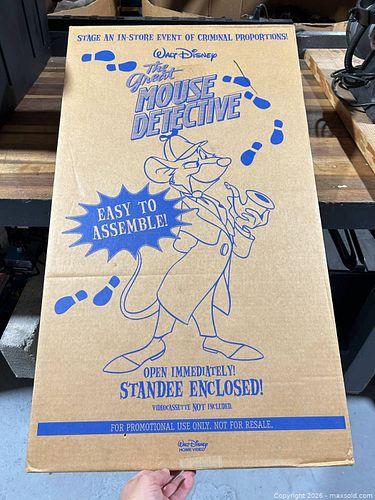 STAGE AN IN-STORE EVENT OF CRIMINAL PROPORTIONS!
Walt Disney
The
Great
MOUSE
DETECTIVE
EASY TO
ASSEMBLE!
OPEN IMMEDIATELY!
STANDEE ENCLOSED!
VIDEOCASSETTE NOT INCLUDED.
FOR PROMOTIONAL USE ONLY. NOT FOR RESALE.
Walt Disney
HOME VIDEO
Copyright 2026 - maxsold.com